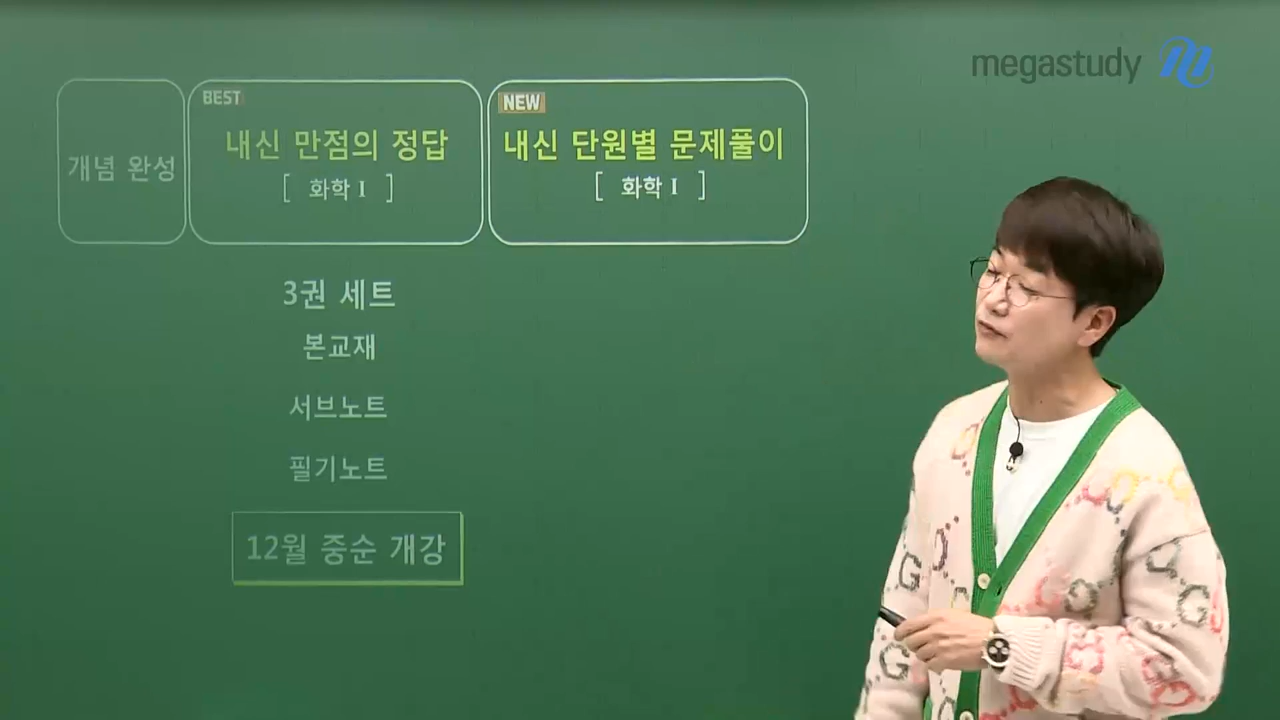 megastudy
개념 완성
BEST
내신 만점의 정답
[ 화학 I ]
NEW
내신 단원별 문제풀이
[ 화학 I ]
3권 세트
본교재
서브노트
필기노트
12월 중순 개강